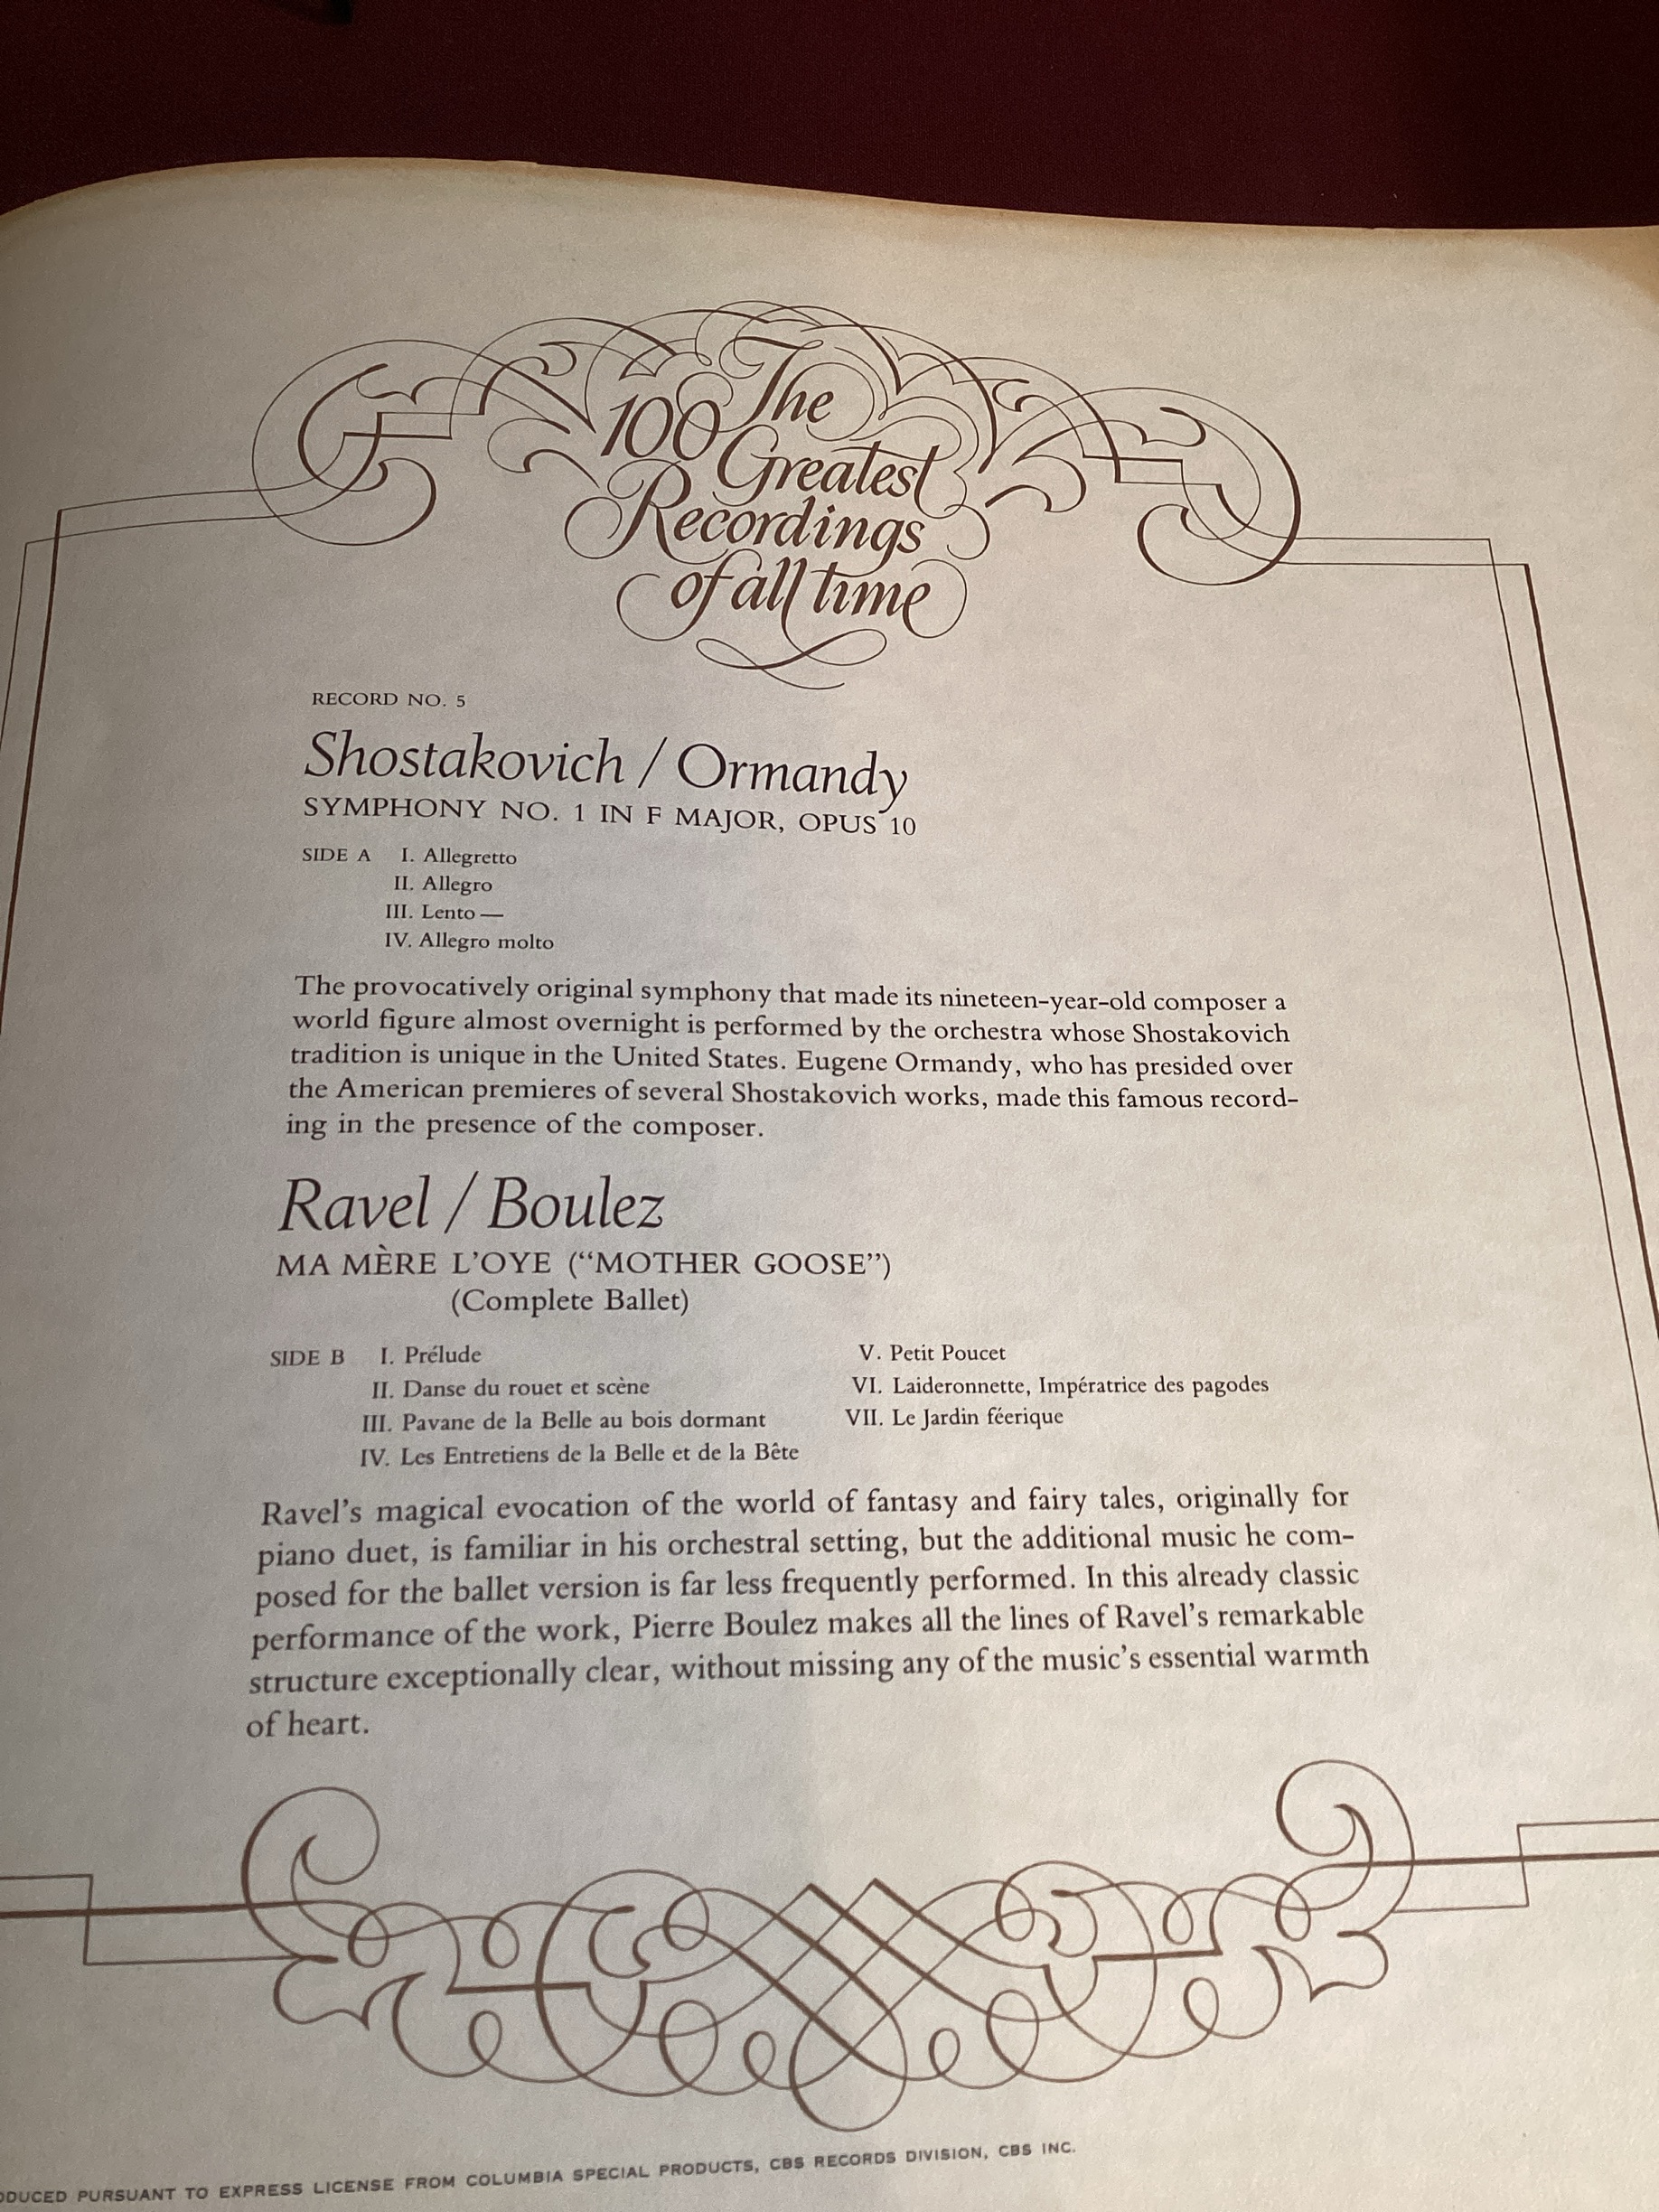 The
100
Greatest
Recordings
of all time
RECORD NO. 5
Shostakovich / Ormandy
SYMPHONY NO. 1 IN F MAJOR, OPUS 10
SIDE A I. Allegretto
II. Allegro
III. Lento —
IV. Allegro molto
The provocatively original symphony that made its nineteen-year-old composer a
world figure almost overnight is performed by the orchestra whose Shostakovich
tradition is unique in the United States. Eugene Ormandy, who has presided over
the American premieres of several Shostakovich works, made this famous record-
ing in the presence of the composer.
Ravel / Boulez
MA MÈRE L'OYE (“MOTHER GOOSE”)
(Complete Ballet)
SIDE B I. Prélude
II. Danse du rouet et scène
III. Pavane de la Belle au bois dormant
IV. Les Entretiens de la Belle et de la Bête
V. Petit Poucet
VI. Laideronnette, Impératrice des pagodes
VII. Le Jardin féerique
Ravel's magical evocation of the world of fantasy and fairy tales, originally for
piano duet, is familiar in his orchestral setting, but the additional music he com-
posed for the ballet version is far less frequently performed. In this already classic
performance of the work, Pierre Boulez makes all the lines of Ravel's remarkable
structure exceptionally clear, without missing any of the music's essential warmth
of heart.
PURSUANT TO EXPRESS LICENSE FROM COLUMBIA SPECIAL PRODUCTS, CBS RECORDS DIVISION, CBS INC.